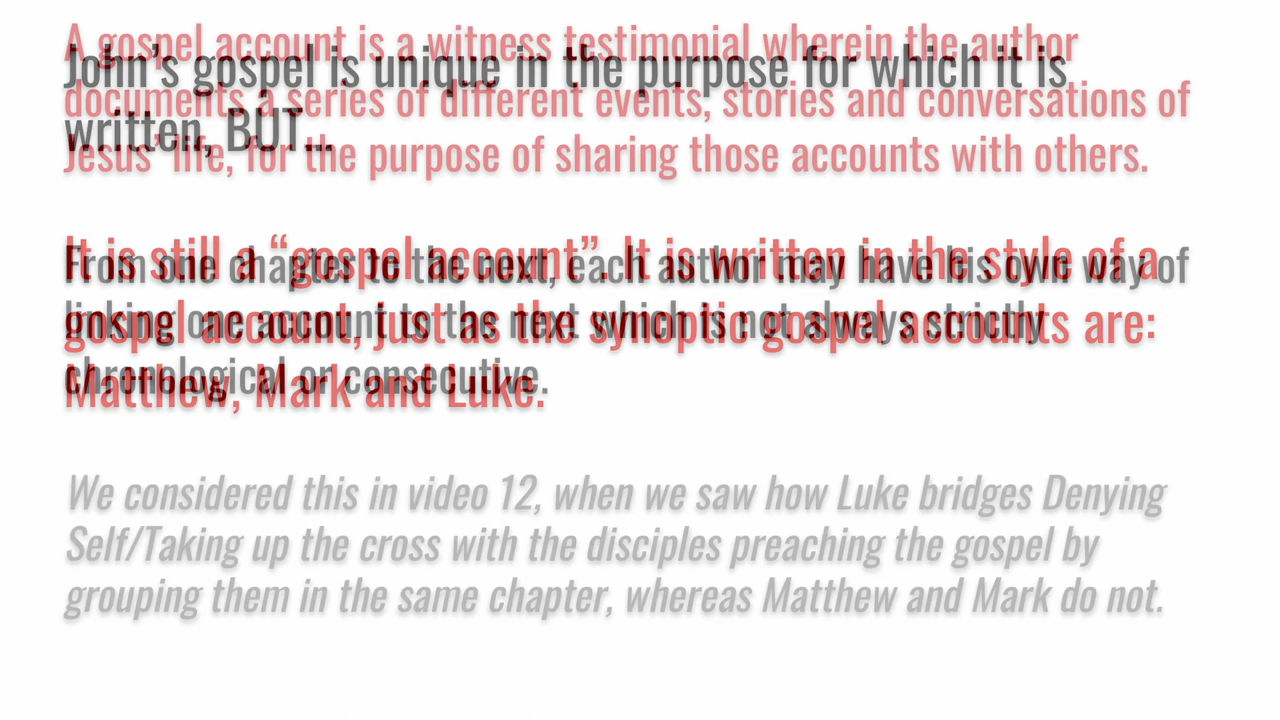 A gospel account is a witness testimonial wherein the author
John's gospel is unique in the purpose for which it is
documents a series of different events, stories and conversations of
written, BUT...
Jesus' life, for the purpose of sharing those accounts with others.
It is still a “gospel account”. It is written in the style of a
From one chapter to the next, each author may have his own way of
gospel account, just as the synoptic gospel accounts are:
linking one account to the next which is not always strictly
chronological or consecutive.
Matthew, Mark and Luke.
We considered this in video 12, when we saw how Luke bridges Denying
Self/Taking up the cross with the disciples preaching the gospel by
grouping them in the same chapter, whereas Matthew and Mark do not.